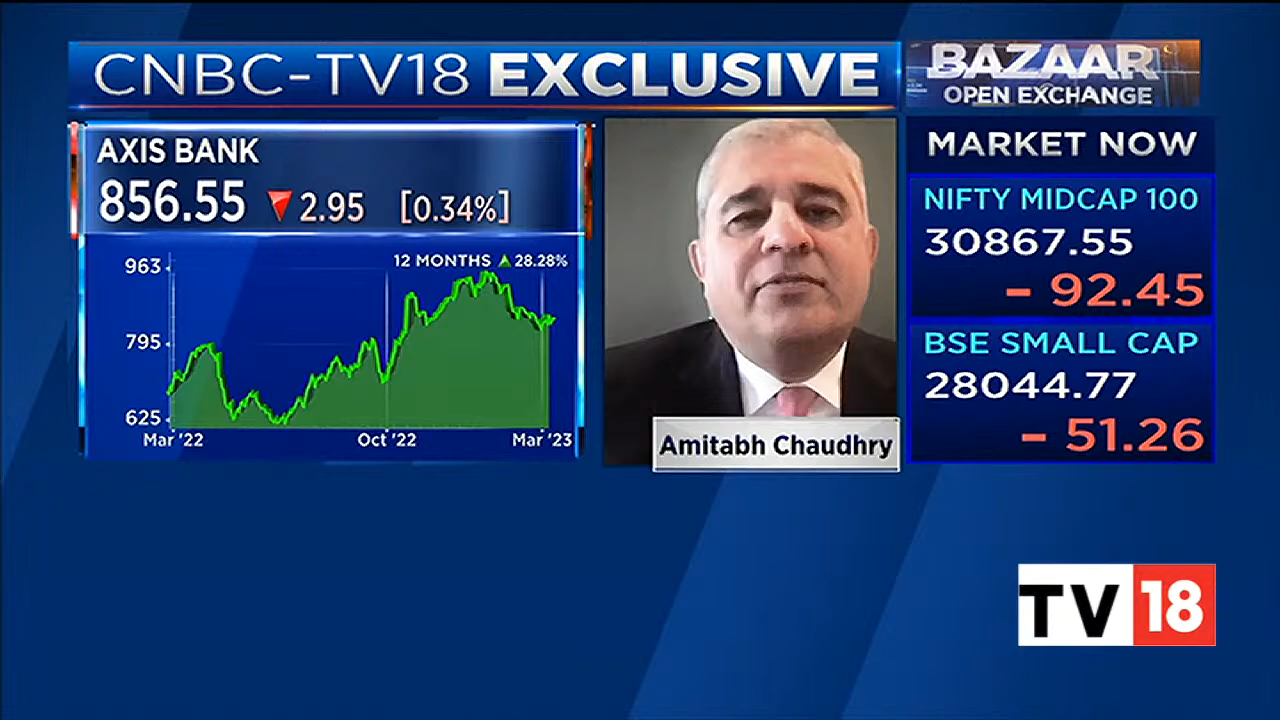 CNBC-TV18 EXCLUSIVE
BAZAAR
OPEN EXCHANGE
AXIS BANK
856.55 ▼ 2.95 [0.34%]
12 MONTHS ▲ 28.28%
963
795
625
Mar '22 Oct '22 Mar '23
Amitabh Chaudhry
MARKET NOW
NIFTY MIDCAP 100
30867.55
- 92.45
BSE SMALL CAP
28044.77
- 51.26
TV 18